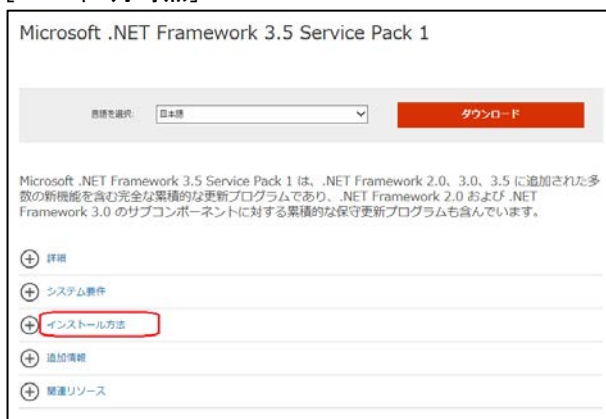 Microsoft .NET Framework 3.5 Service Pack 1
言語を選択: 日本語 ダウンロード
Microsoft .NET Framework 3.5 Service Pack 1 は、.NET Framework 2.0、3.0、3.5 に追加された多
数の新機能を含む完全な累積的な更新プログラムであり、.NET Framework 2.0 および .NET
Framework 3.0 のサブコンポーネントに対する累積的な保守更新プログラムも含んでいます。
詳細
システム要件
インストール方法
追加情報
関連リソース